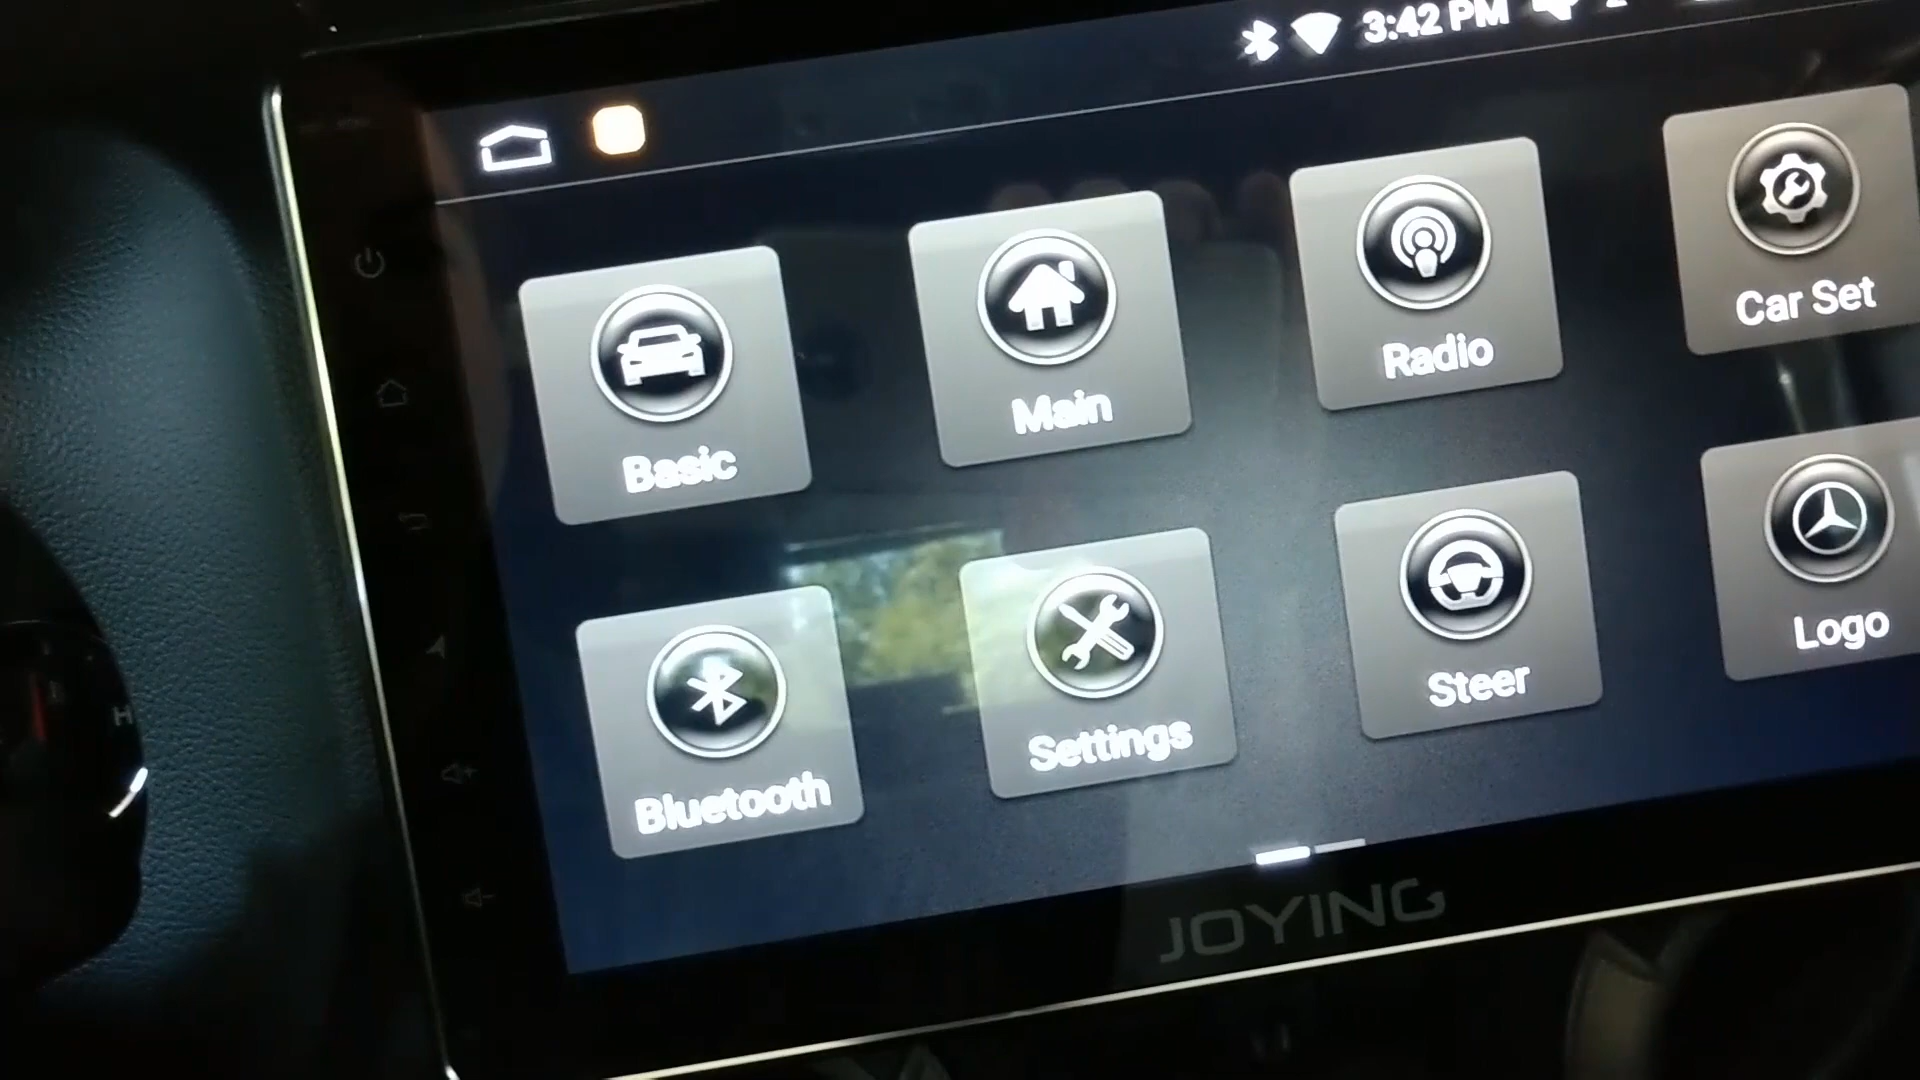 3:42 PM
Basic
Main
Radio
Car Set
Bluetooth
Settings
Steer
Logo
JOYING
H